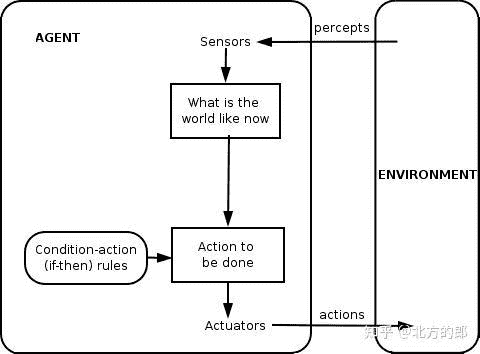 AGENT
Sensors
percepts
What is the
world like now
ENVIRONMENT
Condition-action
(if-then) rules
Action to
be done
Actuators
actions
知乎 @北方的郎